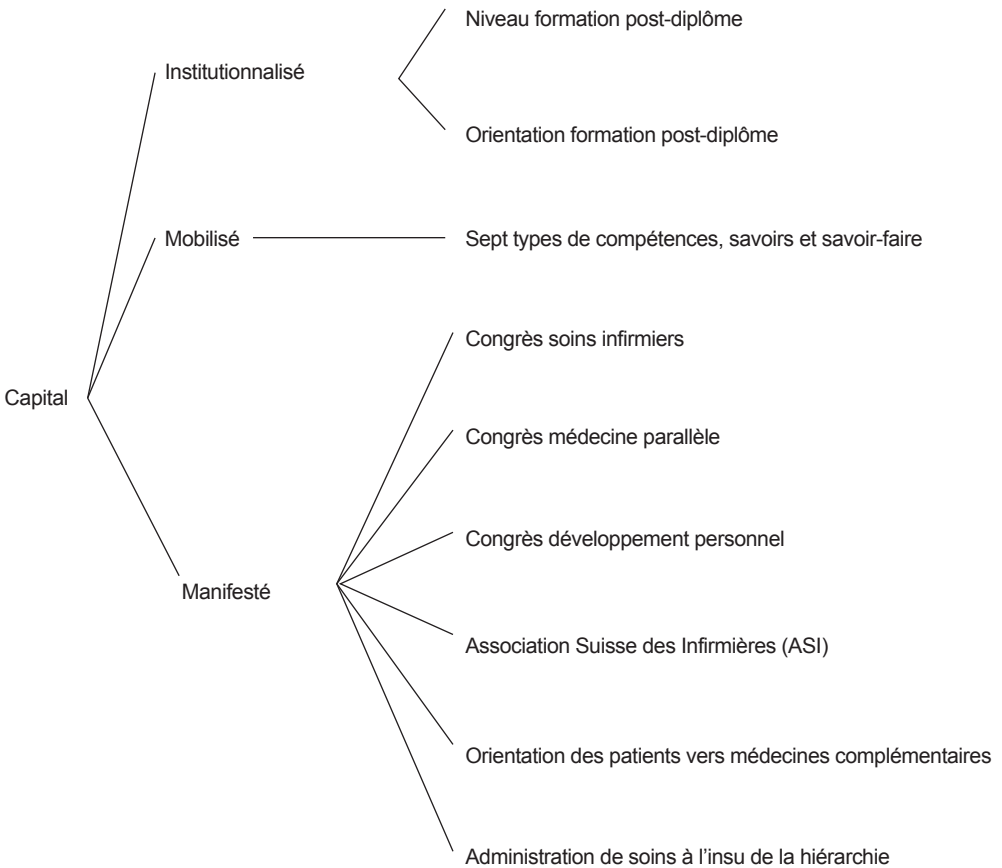 Niveau formation post-diplôme
Institutionnalisé
Orientation formation post-diplôme
Mobilisé
Sept types de compétences, savoirs et savoir-faire
Congrès soins infirmiers
Capital
Congrès médecine parallèle
Congrès développement personnel
Manifesté
Association Suisse des Infirmières (ASI)
Orientation des patients vers médecines complémentaires
Administration de soins à l'insu de la hiérarchie